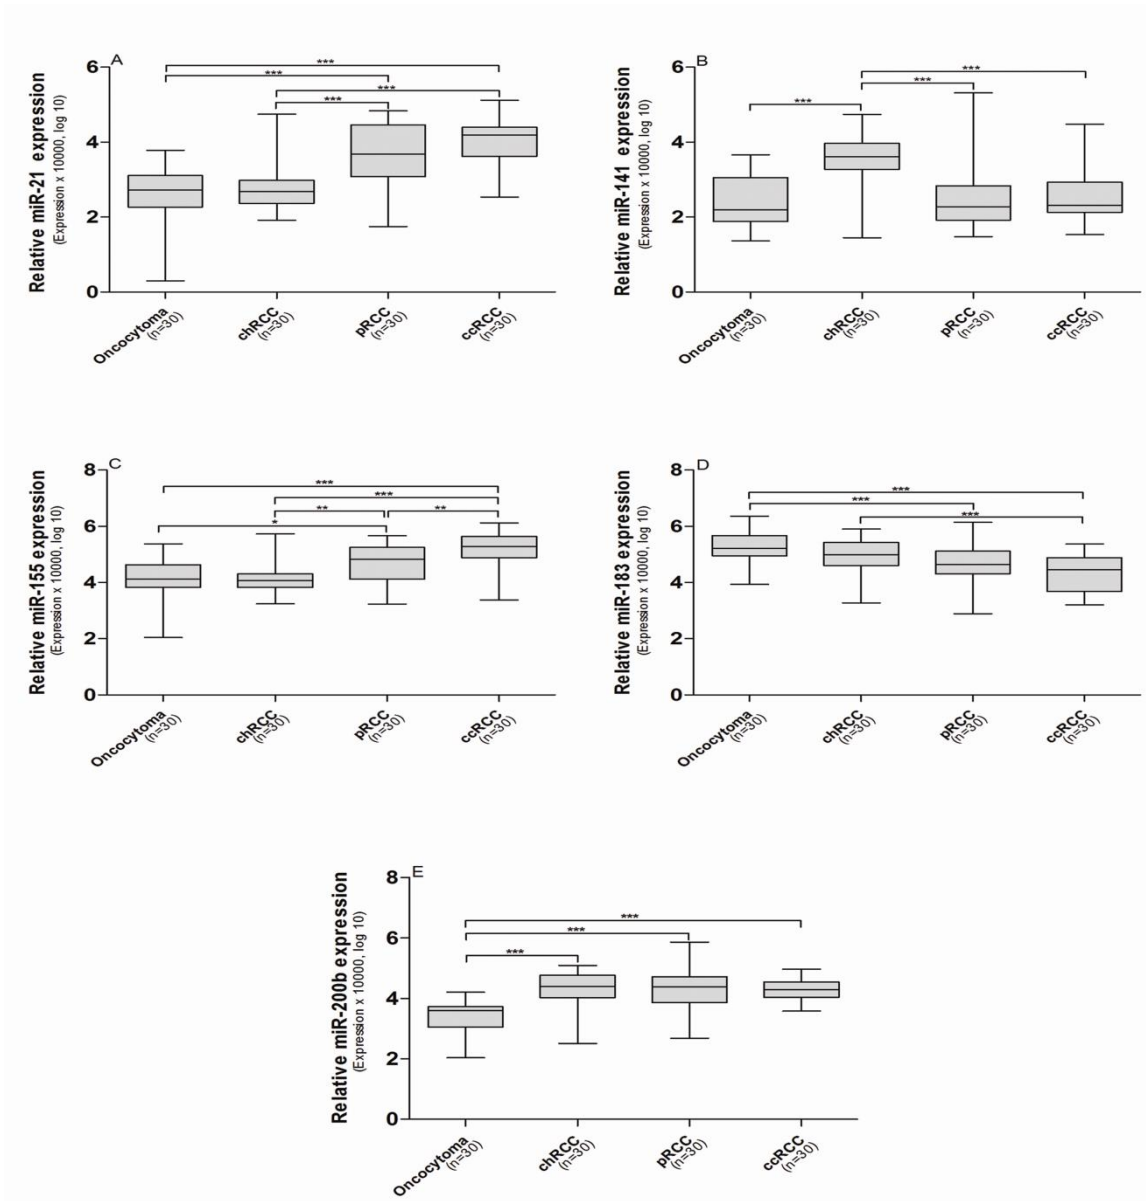 A
Relative miR-21 expression
(Expression x 10000, log 10)
6
4
2
0
***
***
***
***
Oncocytoma
(n=30)
chRCC
(n=30)
pRCC
(n=30)
ccRCC
(n=30)
B
Relative miR-141 expression
(Expression x 10000, log 10)
6
4
2
0
***
***
***
Oncocytoma
(n=30)
chRCC
(n=30)
pRCC
(n=30)
ccRCC
(n=30)
C
Relative miR-155 expression
(Expression x 10000, log 10)
8
6
4
2
0
***
***
**
**
*
Oncocytoma
(n=30)
chRCC
(n=30)
pRCC
(n=30)
ccRCC
(n=30)
D
Relative miR-183 expression
(Expression x 10000, log 10)
8
6
4
2
0
***
***
***
Oncocytoma
(n=30)
chRCC
(n=30)
pRCC
(n=30)
ccRCC
(n=30)
E
Relative miR-200b expression
(Expression x 10000, log 10)
8
6
4
2
0
***
***
***
Oncocytoma
(n=30)
chRCC
(n=30)
pRCC
(n=30)
ccRCC
(n=30)